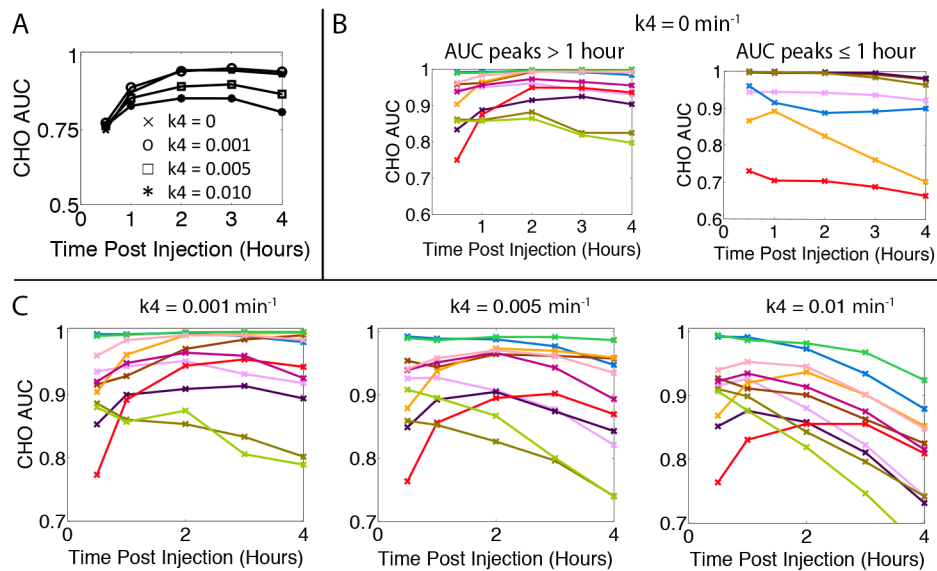 A
CHO AUC
1
0.75
0.5
× k4 = 0
o k4 = 0.001
□ k4 = 0.005
* k4 = 0.010
0 1 2 3 4
Time Post Injection (Hours)
B
k4 = 0 min-1
AUC peaks > 1 hour
CHO AUC
1
0.9
0.8
0.7
0.6
1 2 3 4
Time Post Injection (Hours)
AUC peaks ≤ 1 hour
1
0.9
0.8
0.7
0.6
0 1 2 3 4
Time Post Injection (Hours)
C
k4 = 0.001 min-1
CHO AUC
1
0.9
0.8
0.7
0 2 4
Time Post Injection (Hours)
k4 = 0.005 min-1
1
0.9
0.8
0.7
0 2 4
Time Post Injection (Hours)
k4 = 0.01 min-1
1
0.9
0.8
0.7
0 2 4
Time Post Injection (Hours)